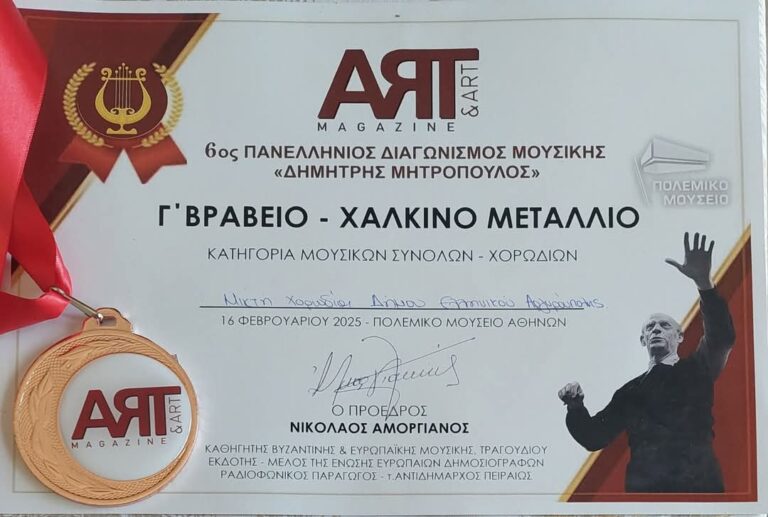 ART & ART
MAGAZINE
6ος ΠΑΝΕΛΛΗΝΙΟΣ ΔΙΑΓΩΝΙΣΜΟΣ ΜΟΥΣΙΚΗΣ
«ΔΗΜΗΤΡΗΣ ΜΗΤΡΟΠΟΥΛΟΣ»
ΠΟΛΕΜΙΚΟ
ΜΟΥΣΕΙΟ
Γ΄ΒΡΑΒΕΙΟ - ΧΑΛΚΙΝΟ ΜΕΤΑΛΛΙΟ
ΚΑΤΗΓΟΡΙΑ ΜΟΥΣΙΚΩΝ ΣΥΝΟΛΩΝ - ΧΟΡΩΔΙΩΝ
Μικτή Χορωδία Δήμου Ελληνικού Αργυρούπολης
16 ΦΕΒΡΟΥΑΡΙΟΥ 2025 - ΠΟΛΕΜΙΚΟ ΜΟΥΣΕΙΟ ΑΘΗΝΩΝ
Ο ΠΡΟΕΔΡΟΣ
ΝΙΚΟΛΑΟΣ ΑΜΟΡΓΙΑΝΟΣ
ΚΑΘΗΓΗΤΗΣ ΒΥΖΑΝΤΙΝΗΣ & ΕΥΡΩΠΑΪΚΗΣ ΜΟΥΣΙΚΗΣ, ΤΡΑΓΟΥΔΙΟΥ
ΕΚΔΟΤΗΣ - ΜΕΛΟΣ ΤΗΣ ΕΝΩΣΗΣ ΕΥΡΩΠΑΙΩΝ ΔΗΜΟΣΙΟΓΡΑΦΩΝ
ΡΑΔΙΟΦΩΝΙΚΟΣ ΠΑΡΑΓΩΓΟΣ - τ.ΑΝΤΙΔΗΜΑΡΧΟΣ ΠΕΙΡΑΙΩΣ
ART & ART
MAGAZINE